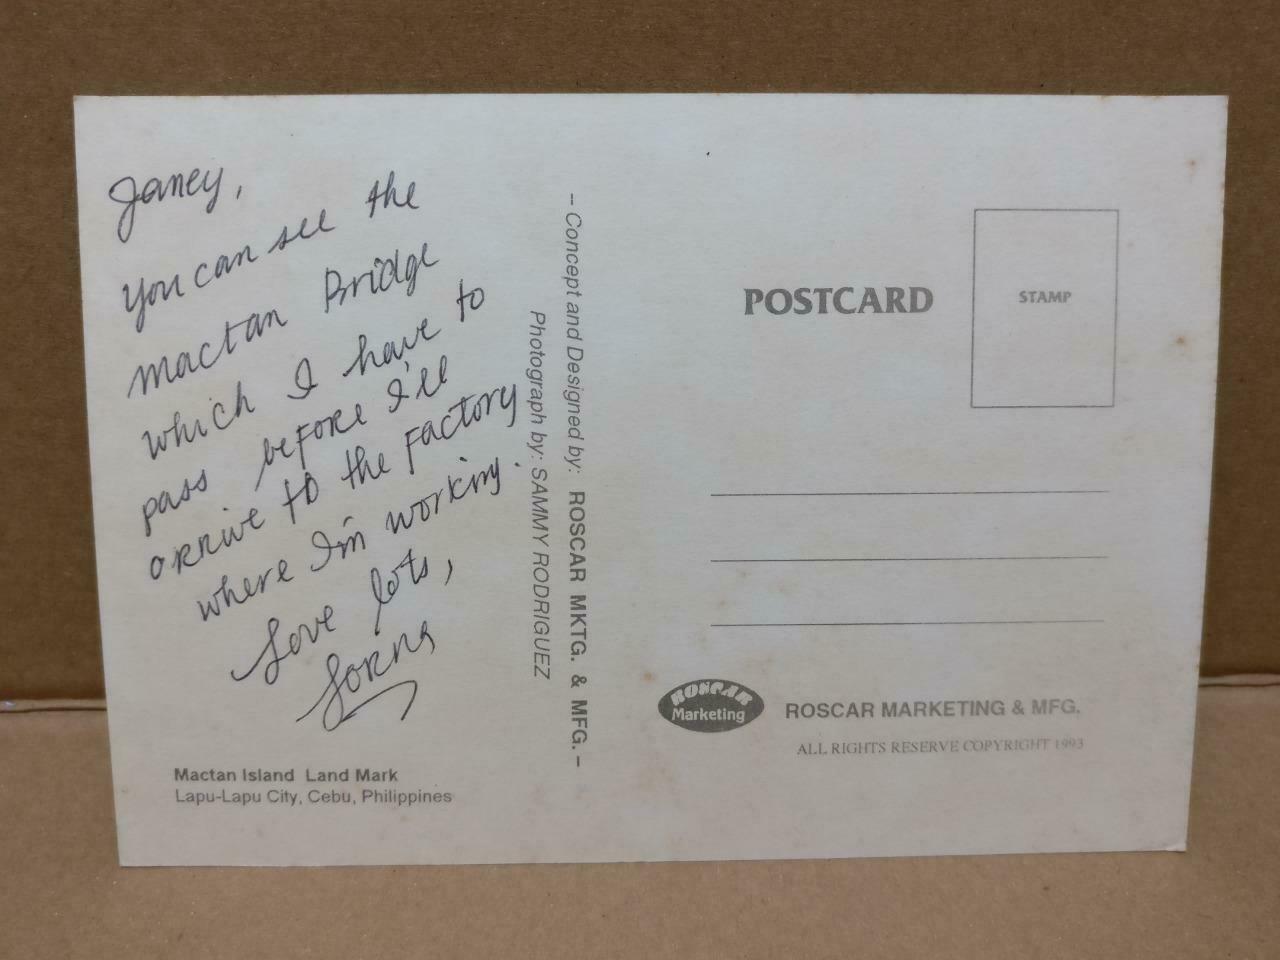 Janey,
You can see the
mactan Bridge
which I have to
pass before I'll
arrive to the factory
where I'm working.
Love lots,
Lorna
Mactan Island Land Mark
Lapu-Lapu City, Cebu, Philippines
– Concept and Designed by: ROSCAR MKTG. & MFG. –
Photograph by: SAMMY RODRIGUEZ
POSTCARD
STAMP
ROSCAR
Marketing
ROSCAR MARKETING & MFG.
ALL RIGHTS RESERVE COPYRIGHT 1993